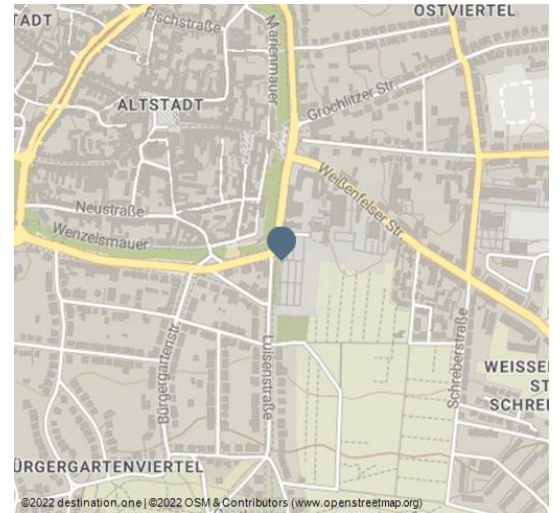 OSTVIERTEL
TADT
Fischstraße
Marienmauer
Grochlitzer Str.
ALTSTADT
Weißenfelser Str.
Neustraße
Wenzelsmauer
Bürgergartenstr.
Luisenstraße
Schreberstraße
WEISSE
ST
SCHREB
ÜRGERGARTENVIERTEL
©2022 destination.one | ©2022 OSM & Contributors (www.openstreetmap.org)